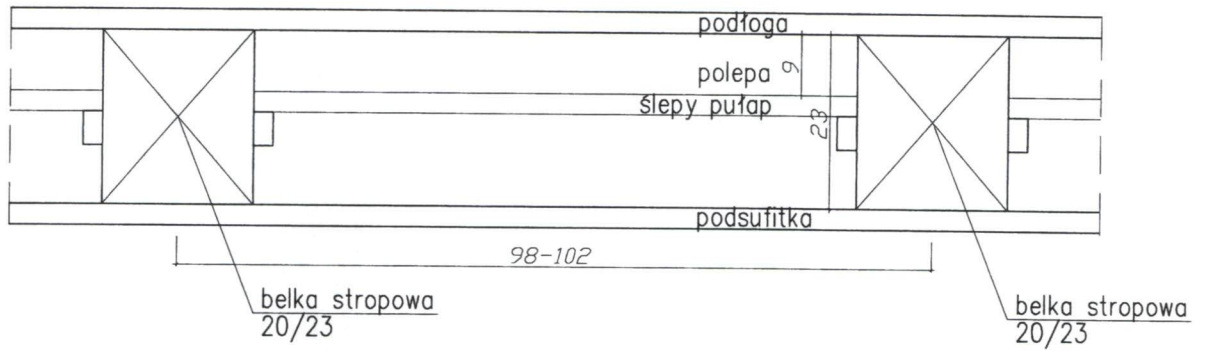 podłoga
polepa
9
ślepy pułap
23
podsufitka
98-102
belka stropowa
20/23
belka stropowa
20/23